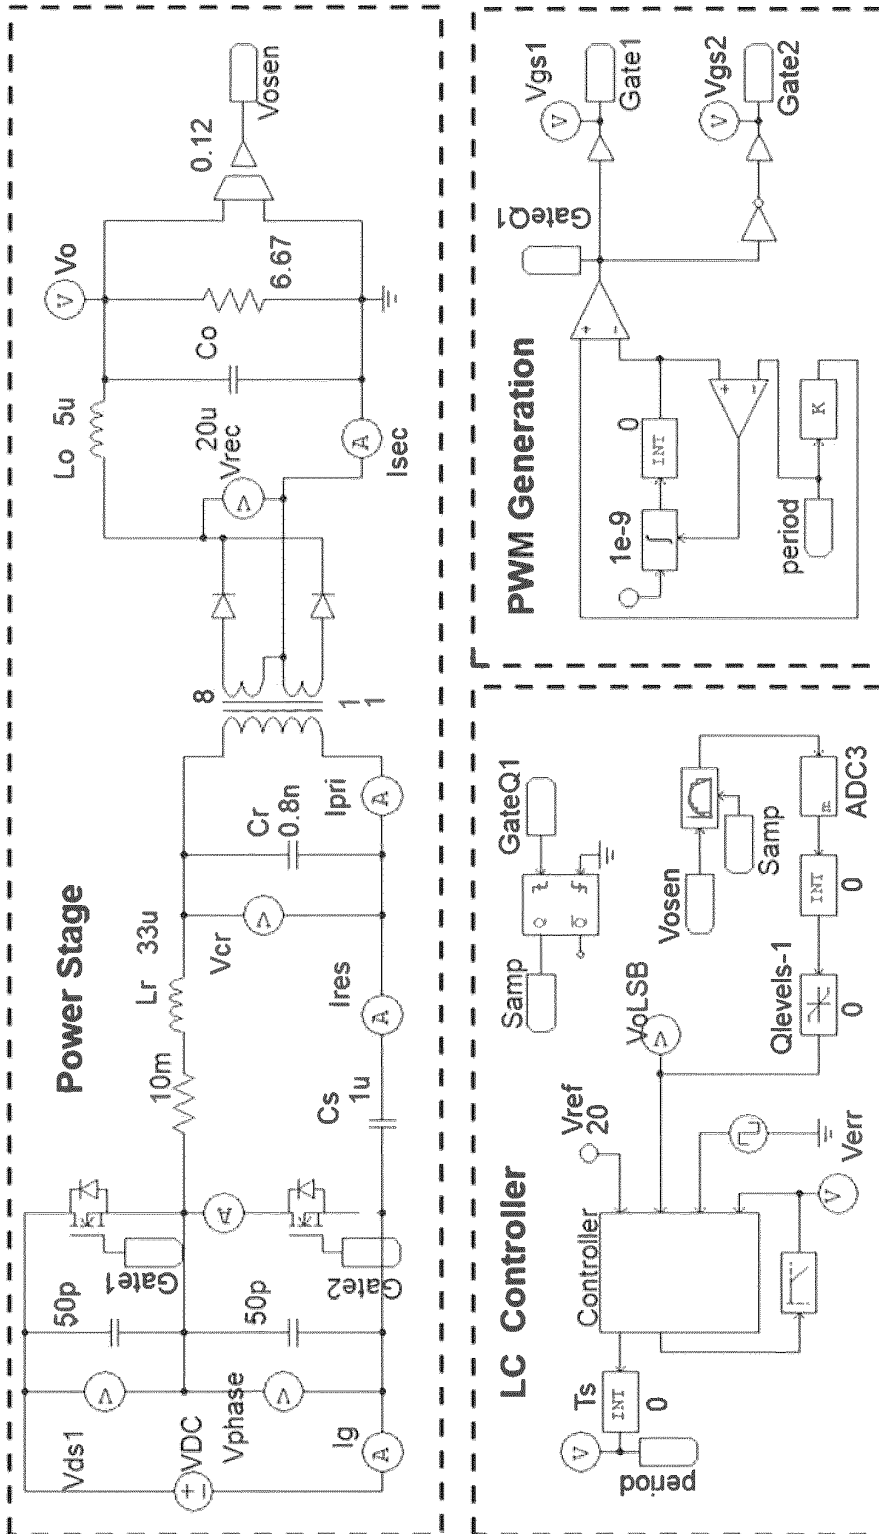 Power Stage
Vds1
VDC
Vphase
Ig
A
50p
50p
Gate1
Gate2
A
10m
Lr 33u
Cs
1u
Vcr
Ires
A
Cr
0.8n
Ipri
A
8
1
1
Lo 5u
20u
Vrec
Co
Isec
A
V
Vo
6.67
0.12
Vosen
LC Controller
V
Ts
INT
0
period
Controller
Vref
20
VoLSB
V
Verr
Samp
Q
Q
GateQ1
Vosen
Samp
Qlevels-1
0
INT
0
m
ADC3
PWM Generation
1e-9
∫
INT
0
period
K
GateQ1
V
Vgs1
Gate1
V
Vgs2
Gate2